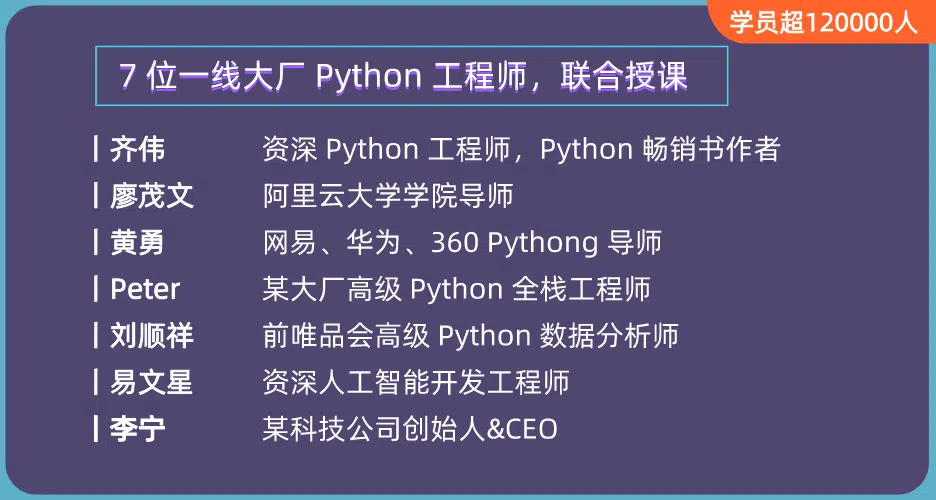 学员超120000人
7 位一线大厂 Python 工程师，联合授课
齐伟 资深 Python 工程师，Python 畅销书作者
廖茂文 阿里云大学学院导师
黄勇 网易、华为、360 Pythong 导师
Peter 某大厂高级 Python 全栈工程师
刘顺祥 前唯品会高级 Python 数据分析师
易文星 资深人工智能开发工程师
李宁 某科技公司创始人&CEO